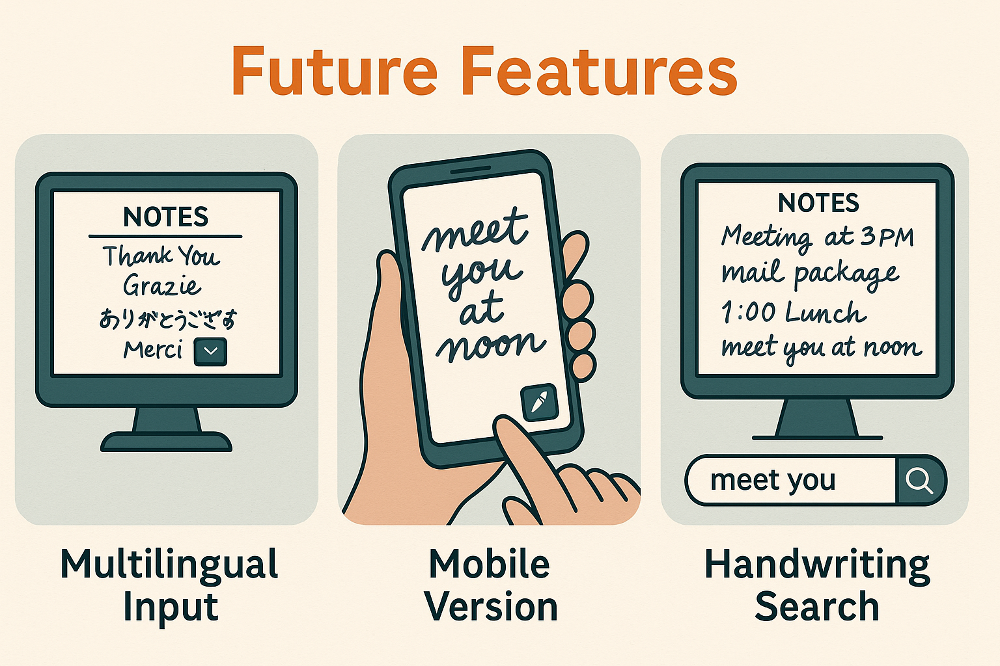 Future Features
NOTES
Thank You
Grazie
ありがとうござす
Merci
meet
you
at
noon
NOTES
Meeting at 3PM
mail package
1:00 Lunch
meet you at noon
meet you
Multilingual
Input
Mobile
Version
Handwriting
Search